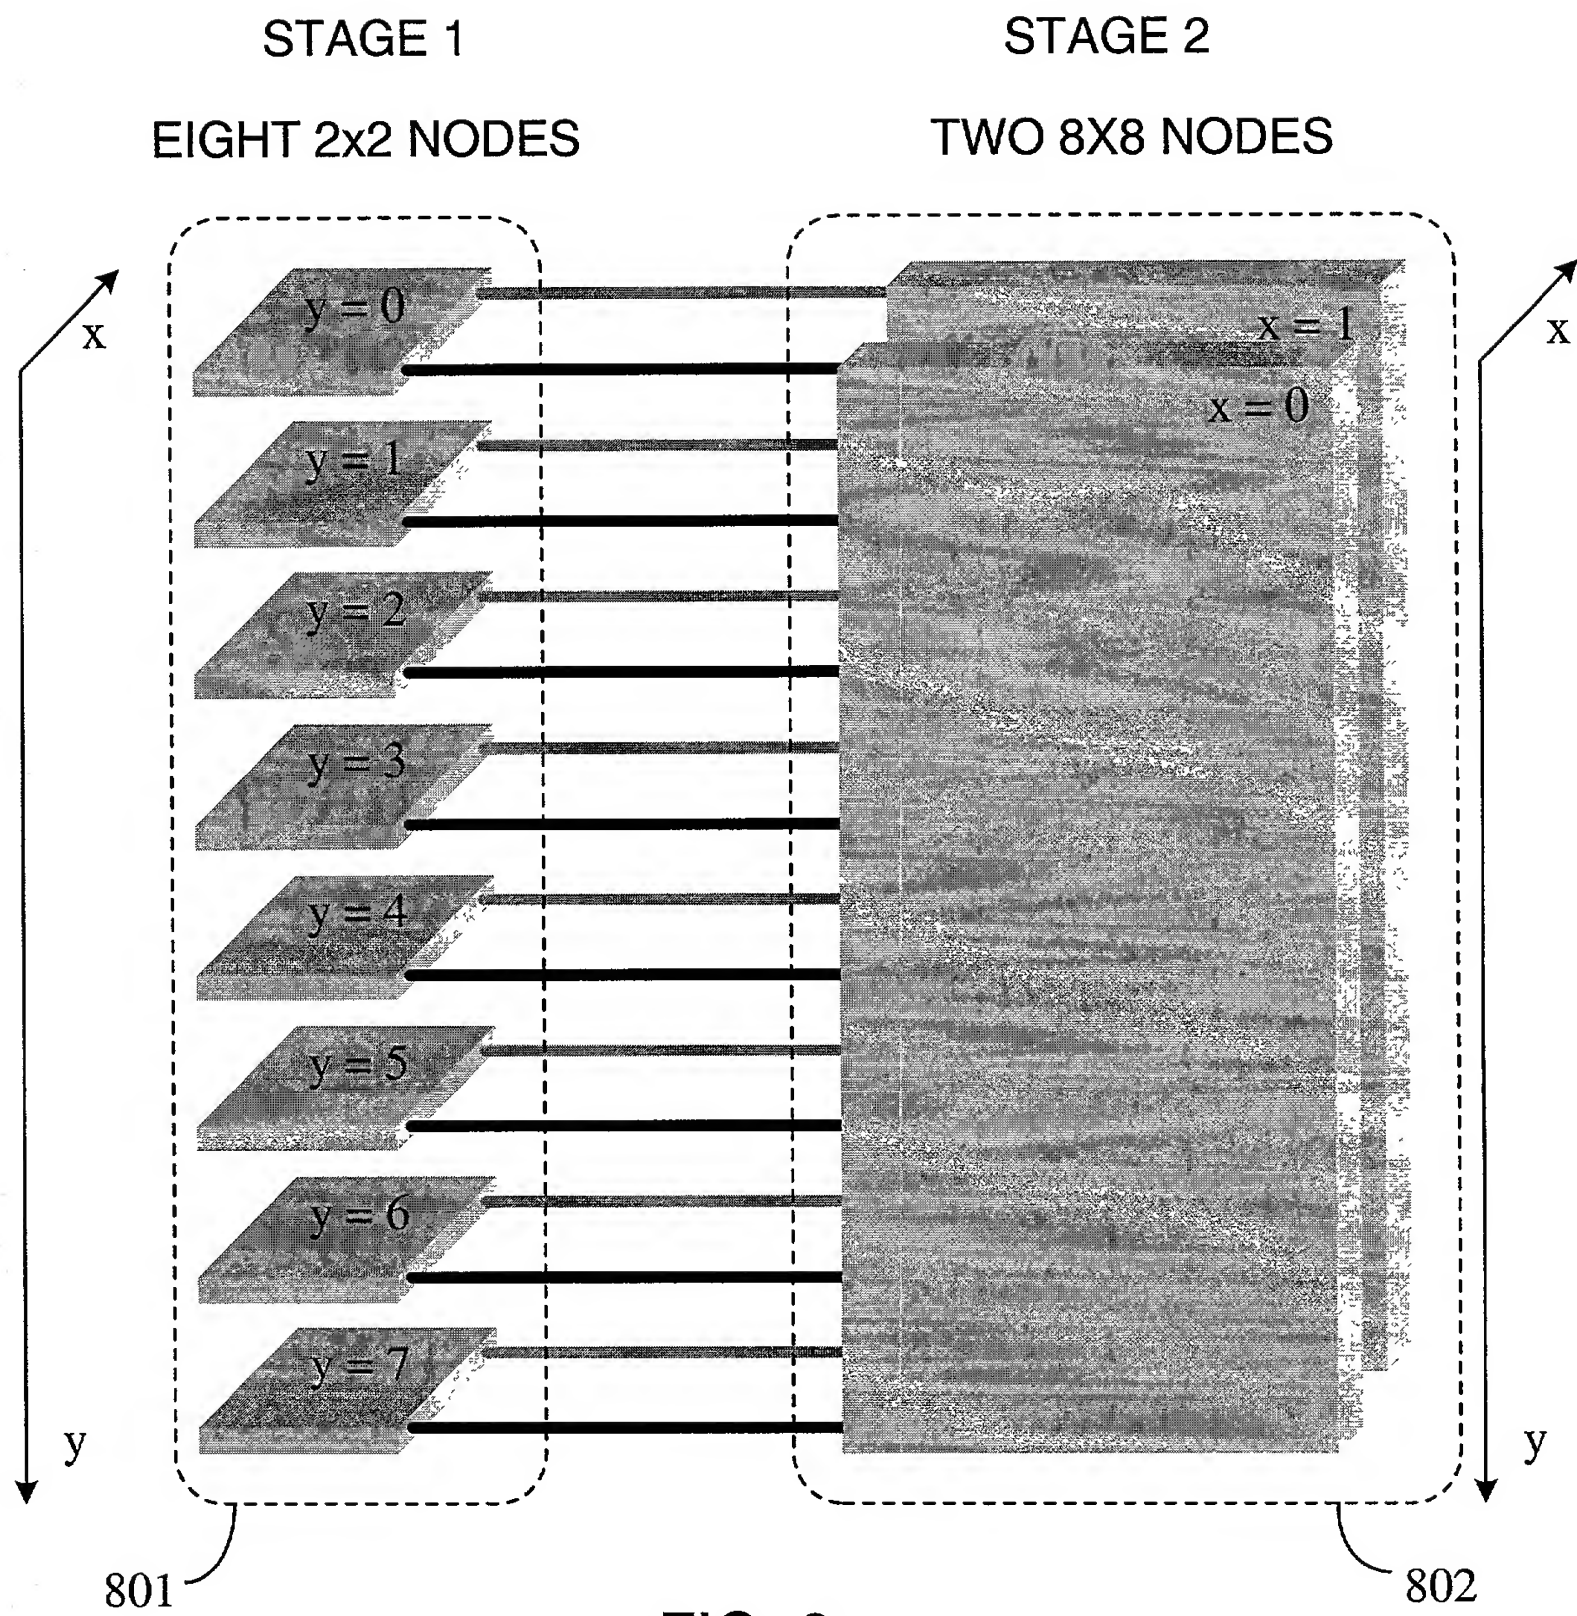 STAGE 1
STAGE 2
EIGHT 2x2 NODES
TWO 8X8 NODES
x
y = 0
x = 1
x
x = 0
y = 1
y = 2
y = 3
y = 4
y = 5
y = 6
y = 7
y
y
801
802